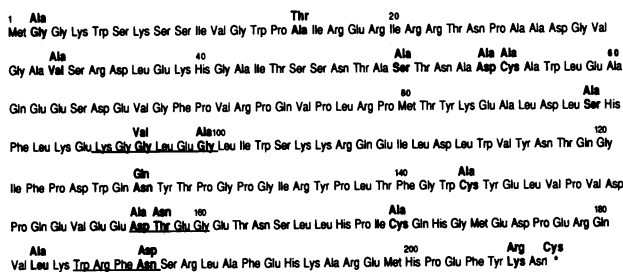 1 Ala Thr 20
Met Gly Gly Lys Trp Ser Lys Ser Ser Ile Val Gly Trp Pro Ala Ile Arg Glu Arg Ile Arg Arg Thr Asn Pro Ala Ala Asp Gly Val
Ala 40 Ala Ala Ala 60
Gly Ala Val Ser Arg Asp Leu Glu Lys His Gly Ala Ile Thr Ser Ser Asn Thr Ala Ser Thr Asn Ala Asp Cys Ala Trp Leu Glu Ala
80 Ala
Gln Glu Glu Ser Asp Glu Val Gly Phe Pro Val Arg Pro Gln Val Pro Leu Arg Pro Met Thr Tyr Lys Glu Ala Leu Asp Leu Ser His
Val Ala 100 120
Phe Leu Lys Glu Lys Gly Gly Leu Glu Gly Leu Ile Trp Ser Lys Lys Arg Gln Glu Ile Leu Asp Leu Trp Val Tyr Asn Thr Gln Gly
Gln 140 Ala
Ile Phe Pro Asp Trp Gln Asn Tyr Thr Pro Gly Pro Gly Ile Arg Tyr Pro Leu Thr Phe Gly Trp Cys Tyr Glu Leu Val Pro Val Asp
Ala Asn 160 Ala 180
Pro Gln Glu Val Glu Glu Asp Thr Glu Gly Glu Thr Asn Ser Leu Leu His Pro Ile Cys Gln His Gly Met Glu Asp Pro Glu Arg Gln
Ala Asp 200 Arg Cys
Val Leu Lys Trp Arg Phe Asn Ser Arg Leu Ala Phe Glu His Lys Ala Arg Glu Met His Pro Glu Phe Tyr Lys Asn *